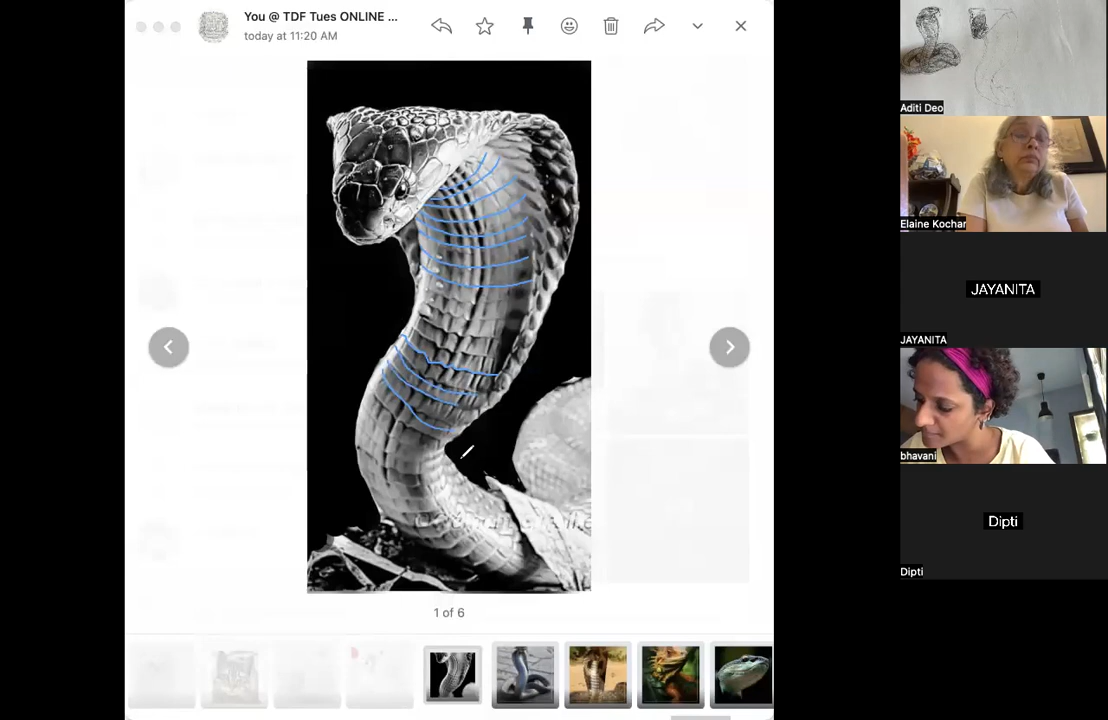 You @ TDF Tues ONLINE ...
today at 11:20 AM
1 of 6
Aditi Deo
Elaine Kochar
JAYANITA
JAYANITA
bhavani
Dipti
Dipti